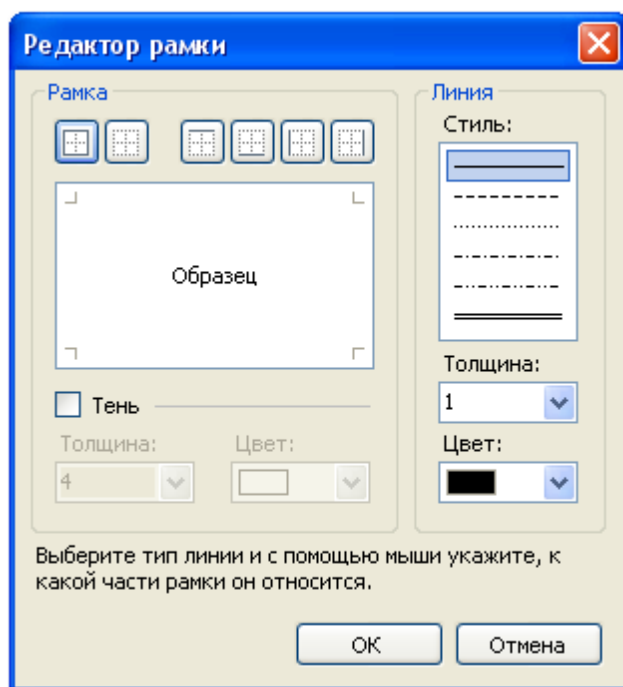 Редактор рамки
Рамка
Образец
Тень
Толщина:
Цвет:
4
Линия
Стиль:
Толщина:
1
Цвет:
Выберите тип линии и с помощью мыши укажите, к
какой части рамки он относится.
ОК
Отмена